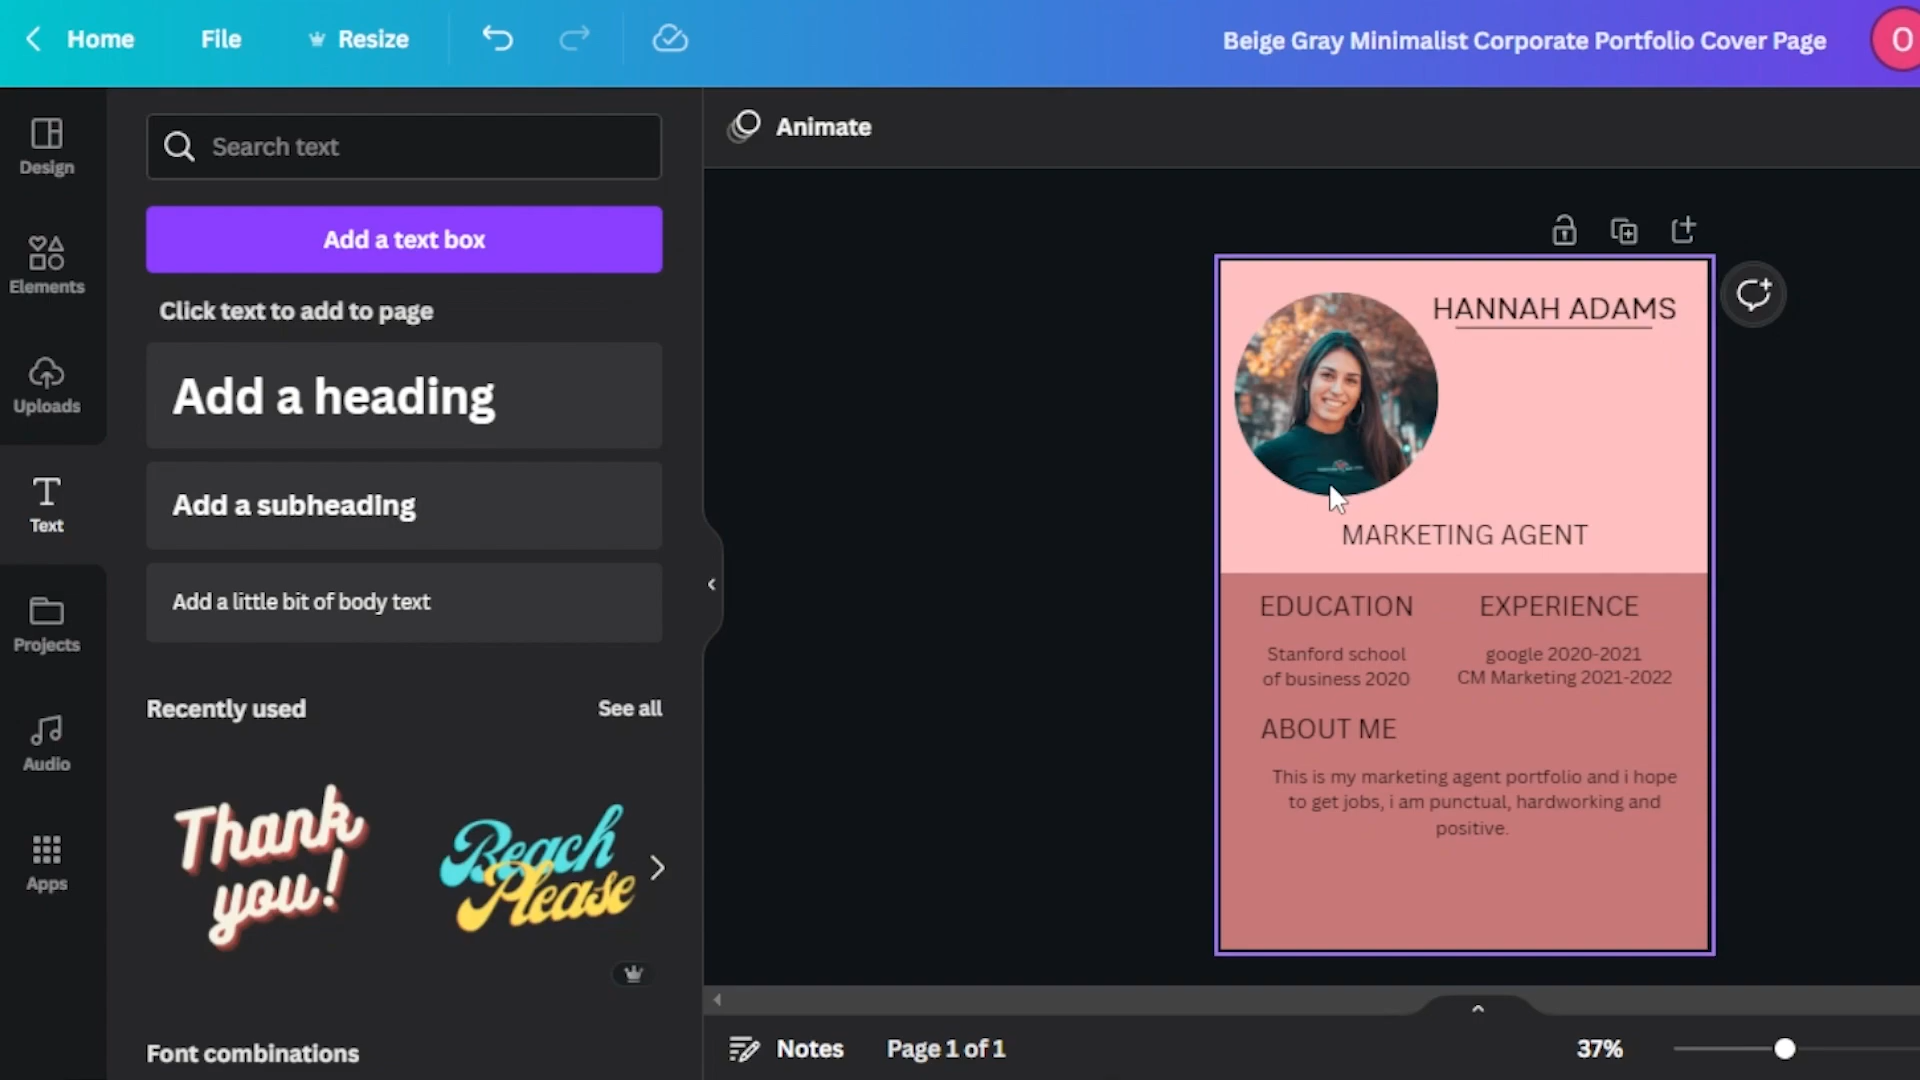 Home
File
Resize
Beige Gray Minimalist Corporate Portfolio Cover Page
O
Design
Elements
Uploads
Text
Projects
Audio
Apps
Search text
Add a text box
Click text to add to page
Add a heading
Add a subheading
Add a little bit of body text
Recently used
See all
Thank
you!
Beach
Please
Font combinations
Animate
HANNAH ADAMS
MARKETING AGENT
EDUCATION
Stanford school
of business 2020
EXPERIENCE
google 2020-2021
CM Marketing 2021-2022
ABOUT ME
This is my marketing agent portfolio and i hope
to get jobs, i am punctual, hardworking and
positive.
Notes
Page 1 of 1
37%